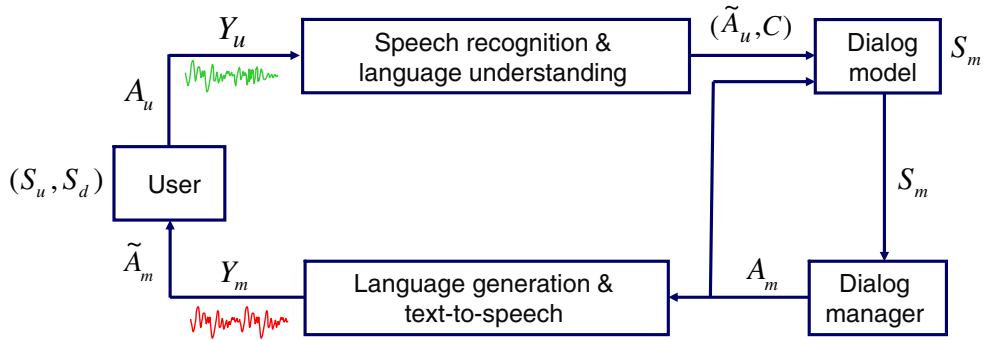 Y_u
Speech recognition &
language understanding
(Ã_u, C)
Dialog
model
S_m
A_u
(S_u, S_d)
User
S_m
Ã_m
Y_m
Language generation &
text-to-speech
A_m
Dialog
manager